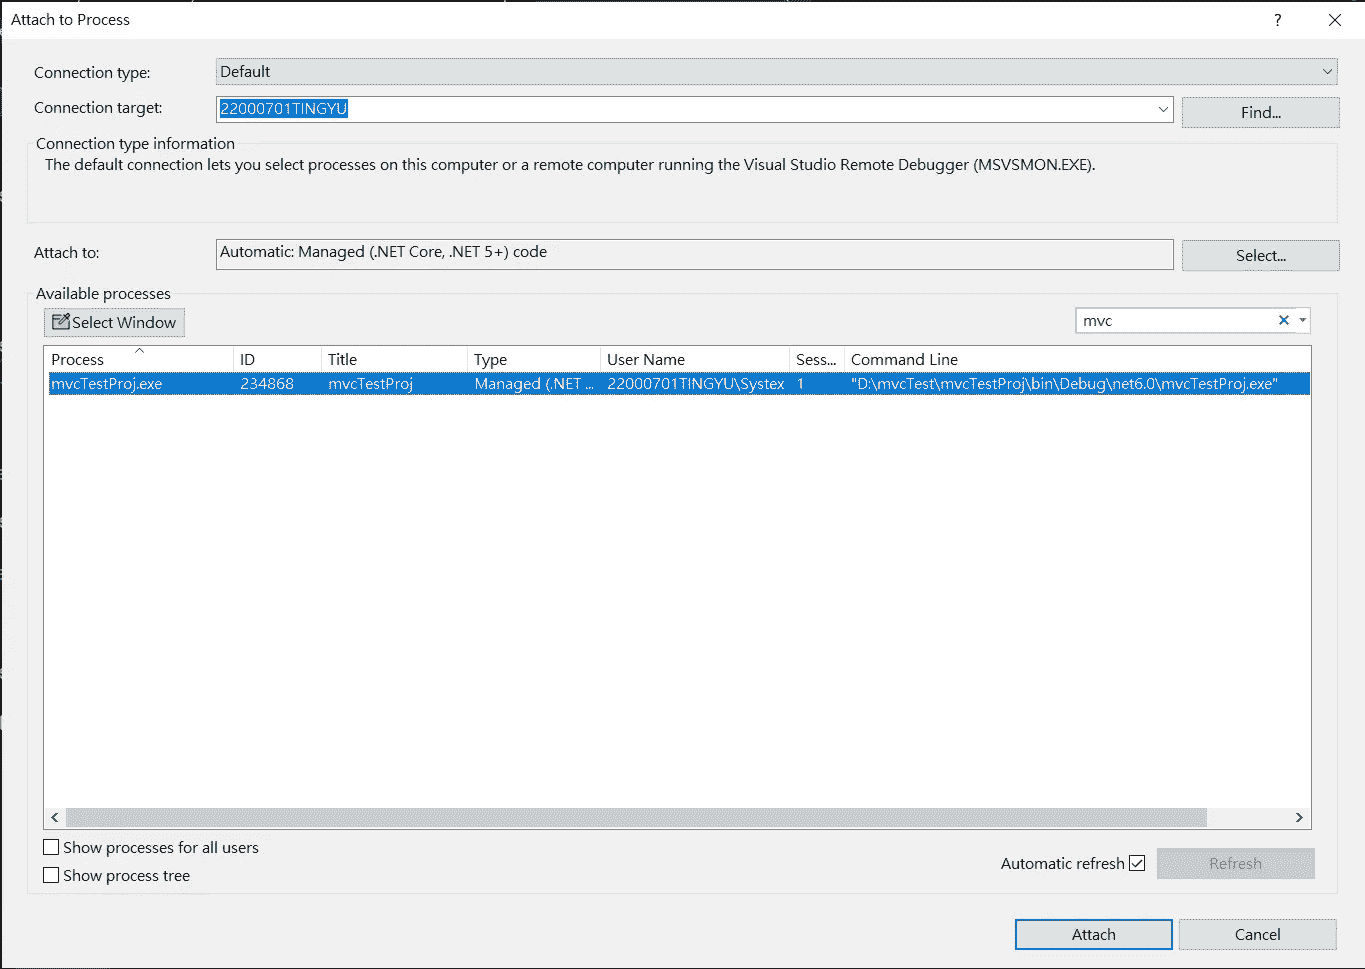 Attach to Process
?
Connection type: Default
Connection target: 22000701TINGYU Find...
Connection type information
The default connection lets you select processes on this computer or a remote computer running the Visual Studio Remote Debugger (MSVSMON.EXE).
Attach to: Automatic: Managed (.NET Core, .NET 5+) code Select...
Available processes
Select Window mvc
Process ID Title Type User Name Sess... Command Line
mvcTestProj.exe 234868 mvcTestProj Managed (.NET ... 22000701TINGYU\Systex 1 "D:\mvcTest\mvcTestProj\bin\Debug\net6.0\mvcTestProj.exe"
Show processes for all users
Automatic refresh Refresh
Show process tree
Attach Cancel